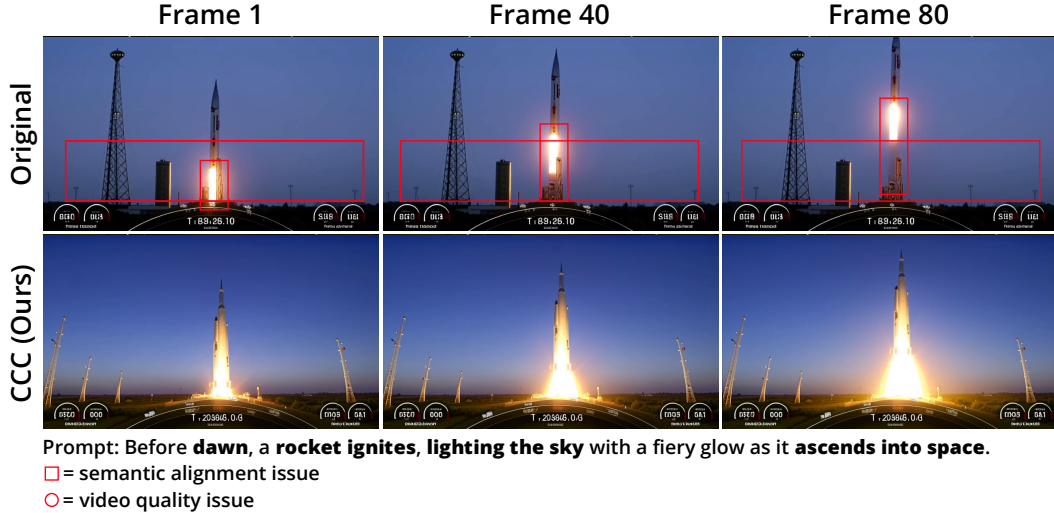 Frame 1
Frame 40
Frame 80
Original
T
T
T
CCC (Ours)
T
T
T
Prompt: Before dawn, a rocket ignites, lighting the sky with a fiery glow as it ascends into space.
= semantic alignment issue
= video quality issue